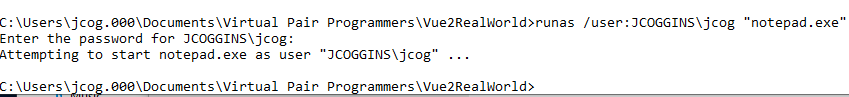 C:\Users\jcog.000\Documents\Virtual Pair Programmers\Vue2RealWorld>runas /user:JCOGGINS\jcog "notepad.exe"
Enter the password for JCOGGINS\jcog:
Attempting to start notepad.exe as user "JCOGGINS\jcog" ...
C:\Users\jcog.000\Documents\Virtual Pair Programmers\Vue2RealWorld>